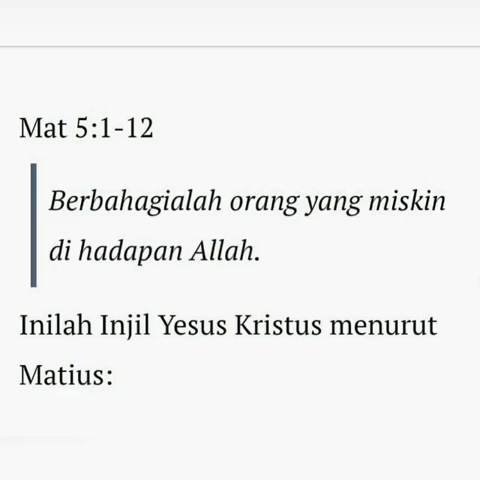 Mat 5:1-12
Berbahagialah orang yang miskin
di hadapan Allah.
Inilah Injil Yesus Kristus menurut
Matius: